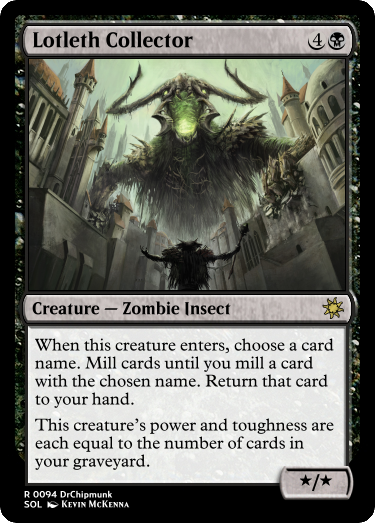 Lotleth Collector 4
Creature — Zombie Insect
When this creature enters, choose a card
name. Mill cards until you mill a card
with the chosen name. Return that card
to your hand.
This creature's power and toughness are
each equal to the number of cards in
your graveyard.
★/★
R 0094 DrChipmunk
SOL Kevin McKenna